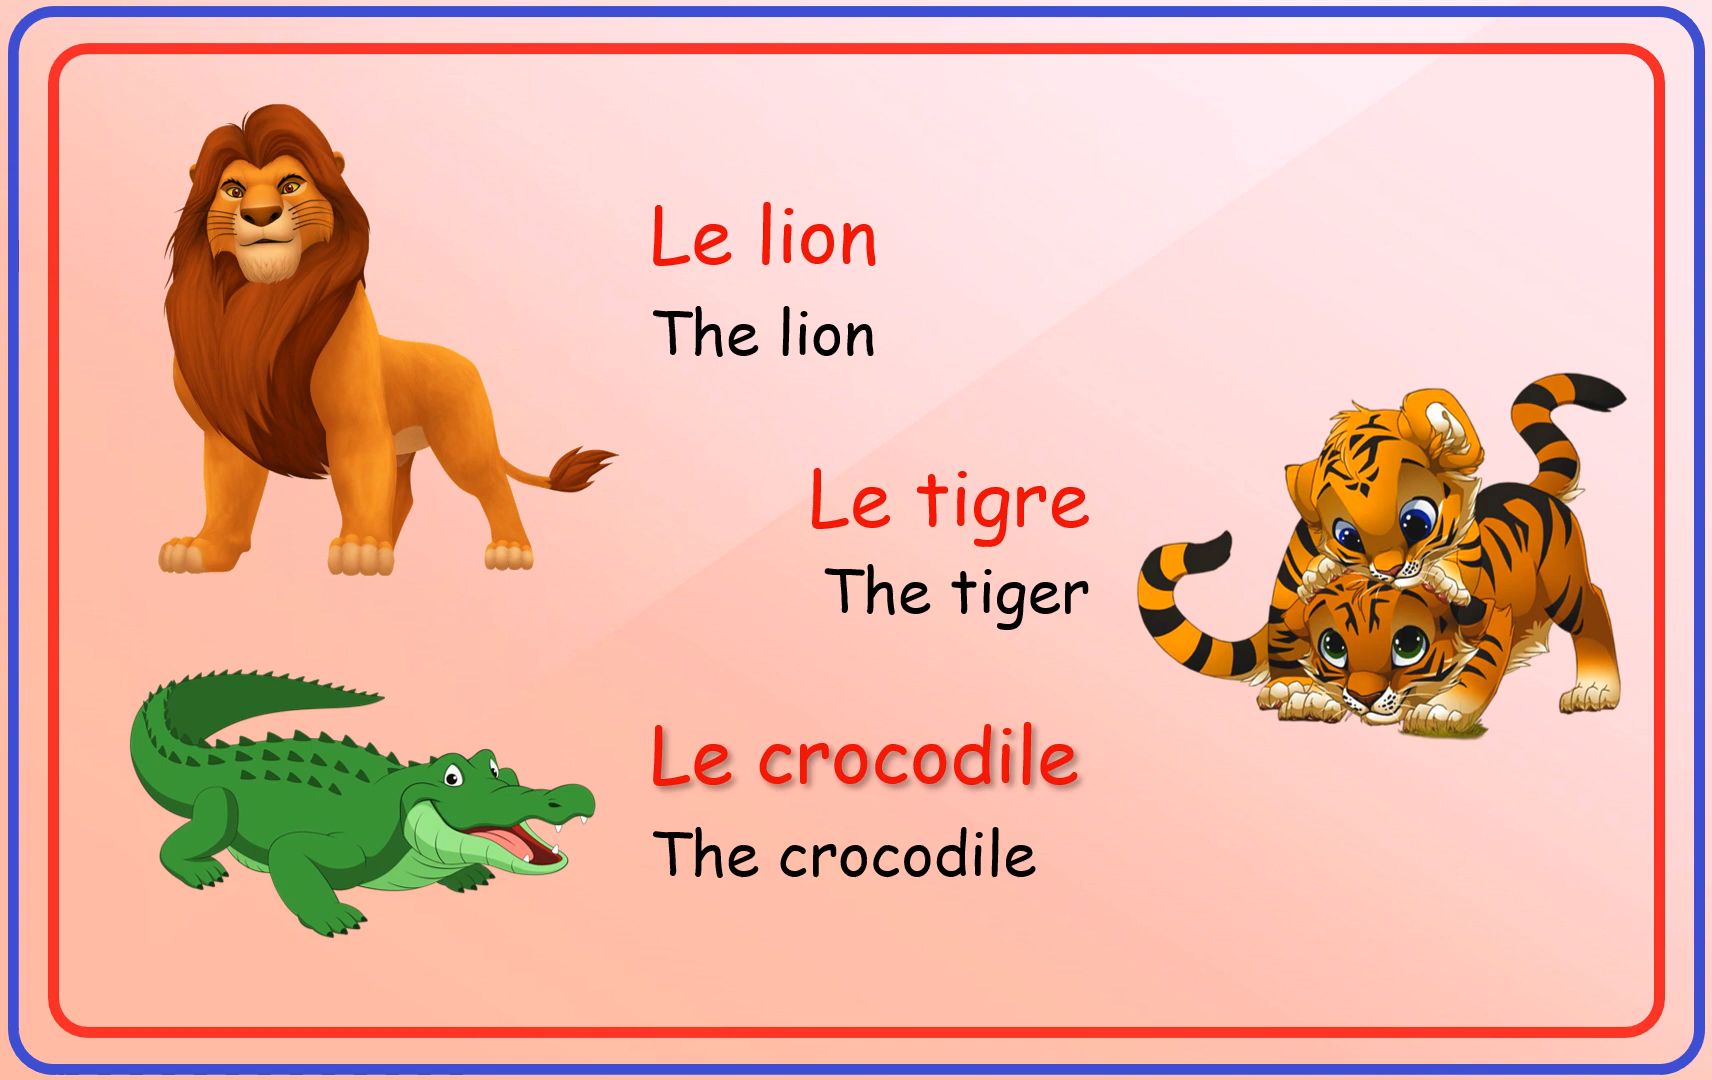 Le lion
The lion
Le tigre
The tiger
Le crocodile
The crocodile